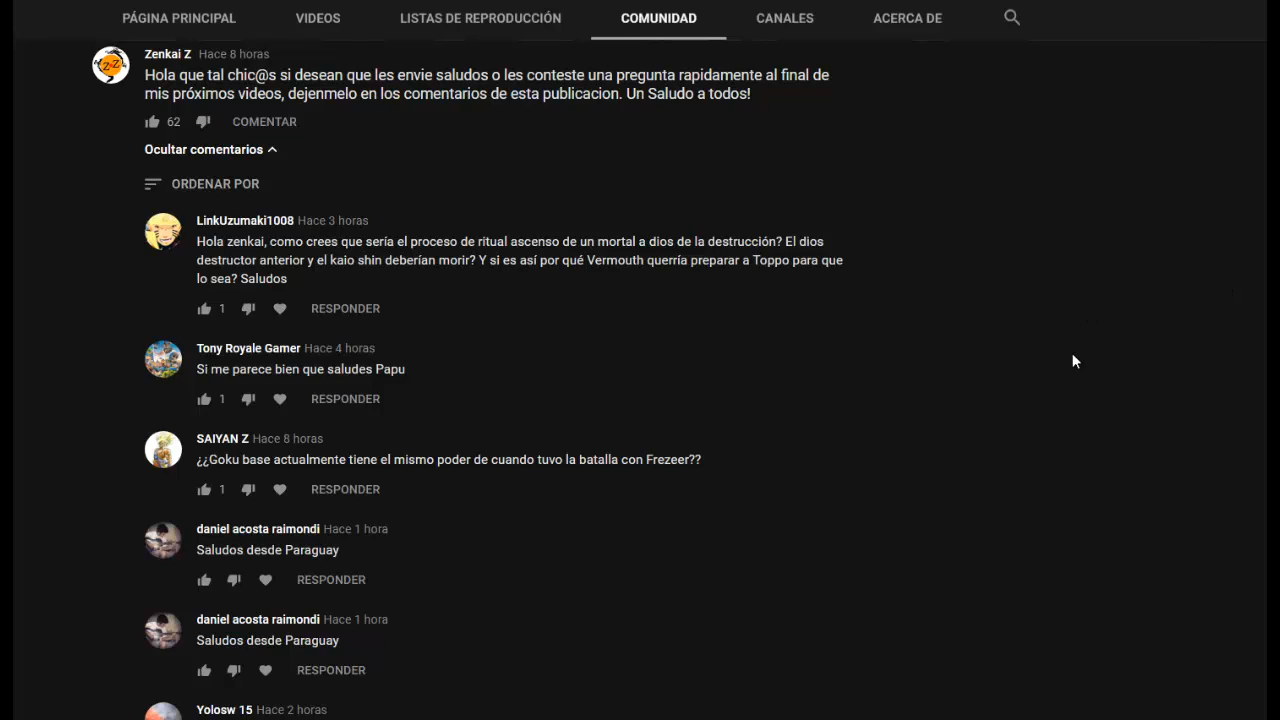 PÁGINA PRINCIPAL VIDEOS LISTAS DE REPRODUCCIÓN COMUNIDAD CANALES ACERCA DE
Zenkai Z Hace 8 horas
Hola que tal chic@s si desean que les envie saludos o les conteste una pregunta rapidamente al final de
mis próximos videos, dejenmelo en los comentarios de esta publicacion. Un Saludo a todos!
62 COMENTAR
Ocultar comentarios
ORDENAR POR
LinkUzumaki1008 Hace 3 horas
Hola zenkai, como crees que sería el proceso de ritual ascenso de un mortal a dios de la destrucción? El dios
destructor anterior y el kaio shin deberían morir? Y si es así por qué Vermouth querría preparar a Toppo para que
lo sea? Saludos
1 RESPONDER
Tony Royale Gamer Hace 4 horas
Si me parece bien que saludes Papu
1 RESPONDER
SAIYAN Z Hace 8 horas
¿¿Goku base actualmente tiene el mismo poder de cuando tuvo la batalla con Frezeer??
1 RESPONDER
daniel acosta raimondi Hace 1 hora
Saludos desde Paraguay
RESPONDER
daniel acosta raimondi Hace 1 hora
Saludos desde Paraguay
RESPONDER
Yolosw 15 Hace 2 horas